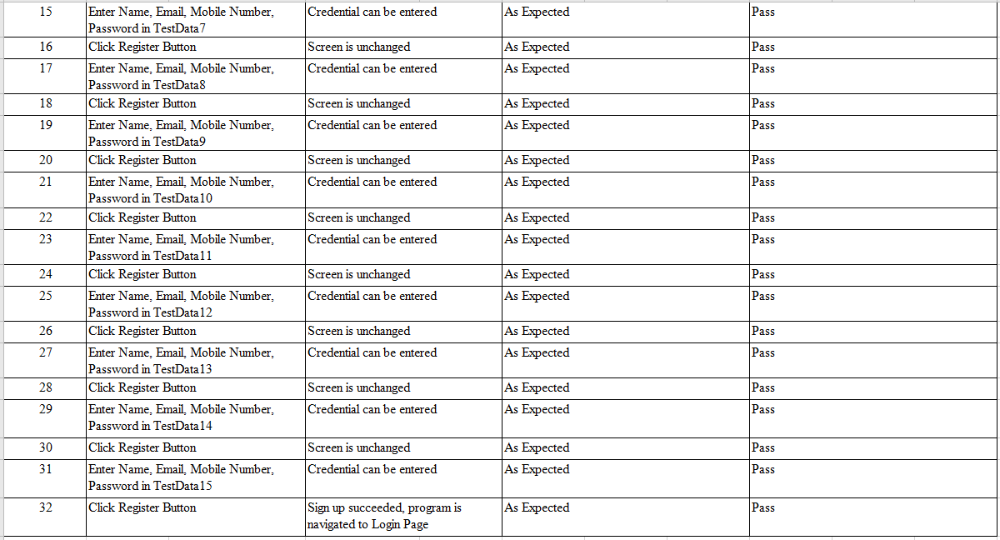 15 Enter Name, Email, Mobile Number, Credential can be entered As Expected Pass
Password in TestData7
16 Click Register Button Screen is unchanged As Expected Pass
17 Enter Name, Email, Mobile Number, Credential can be entered As Expected Pass
Password in TestData8
18 Click Register Button Screen is unchanged As Expected Pass
19 Enter Name, Email, Mobile Number, Credential can be entered As Expected Pass
Password in TestData9
20 Click Register Button Screen is unchanged As Expected Pass
21 Enter Name, Email, Mobile Number, Credential can be entered As Expected Pass
Password in TestData10
22 Click Register Button Screen is unchanged As Expected Pass
23 Enter Name, Email, Mobile Number, Credential can be entered As Expected Pass
Password in TestData11
24 Click Register Button Screen is unchanged As Expected Pass
25 Enter Name, Email, Mobile Number, Credential can be entered As Expected Pass
Password in TestData12
26 Click Register Button Screen is unchanged As Expected Pass
27 Enter Name, Email, Mobile Number, Credential can be entered As Expected Pass
Password in TestData13
28 Click Register Button Screen is unchanged As Expected Pass
29 Enter Name, Email, Mobile Number, Credential can be entered As Expected Pass
Password in TestData14
30 Click Register Button Screen is unchanged As Expected Pass
31 Enter Name, Email, Mobile Number, Credential can be entered As Expected Pass
Password in TestData15
32 Click Register Button Sign up succeeded, program is As Expected Pass
navigated to Login Page